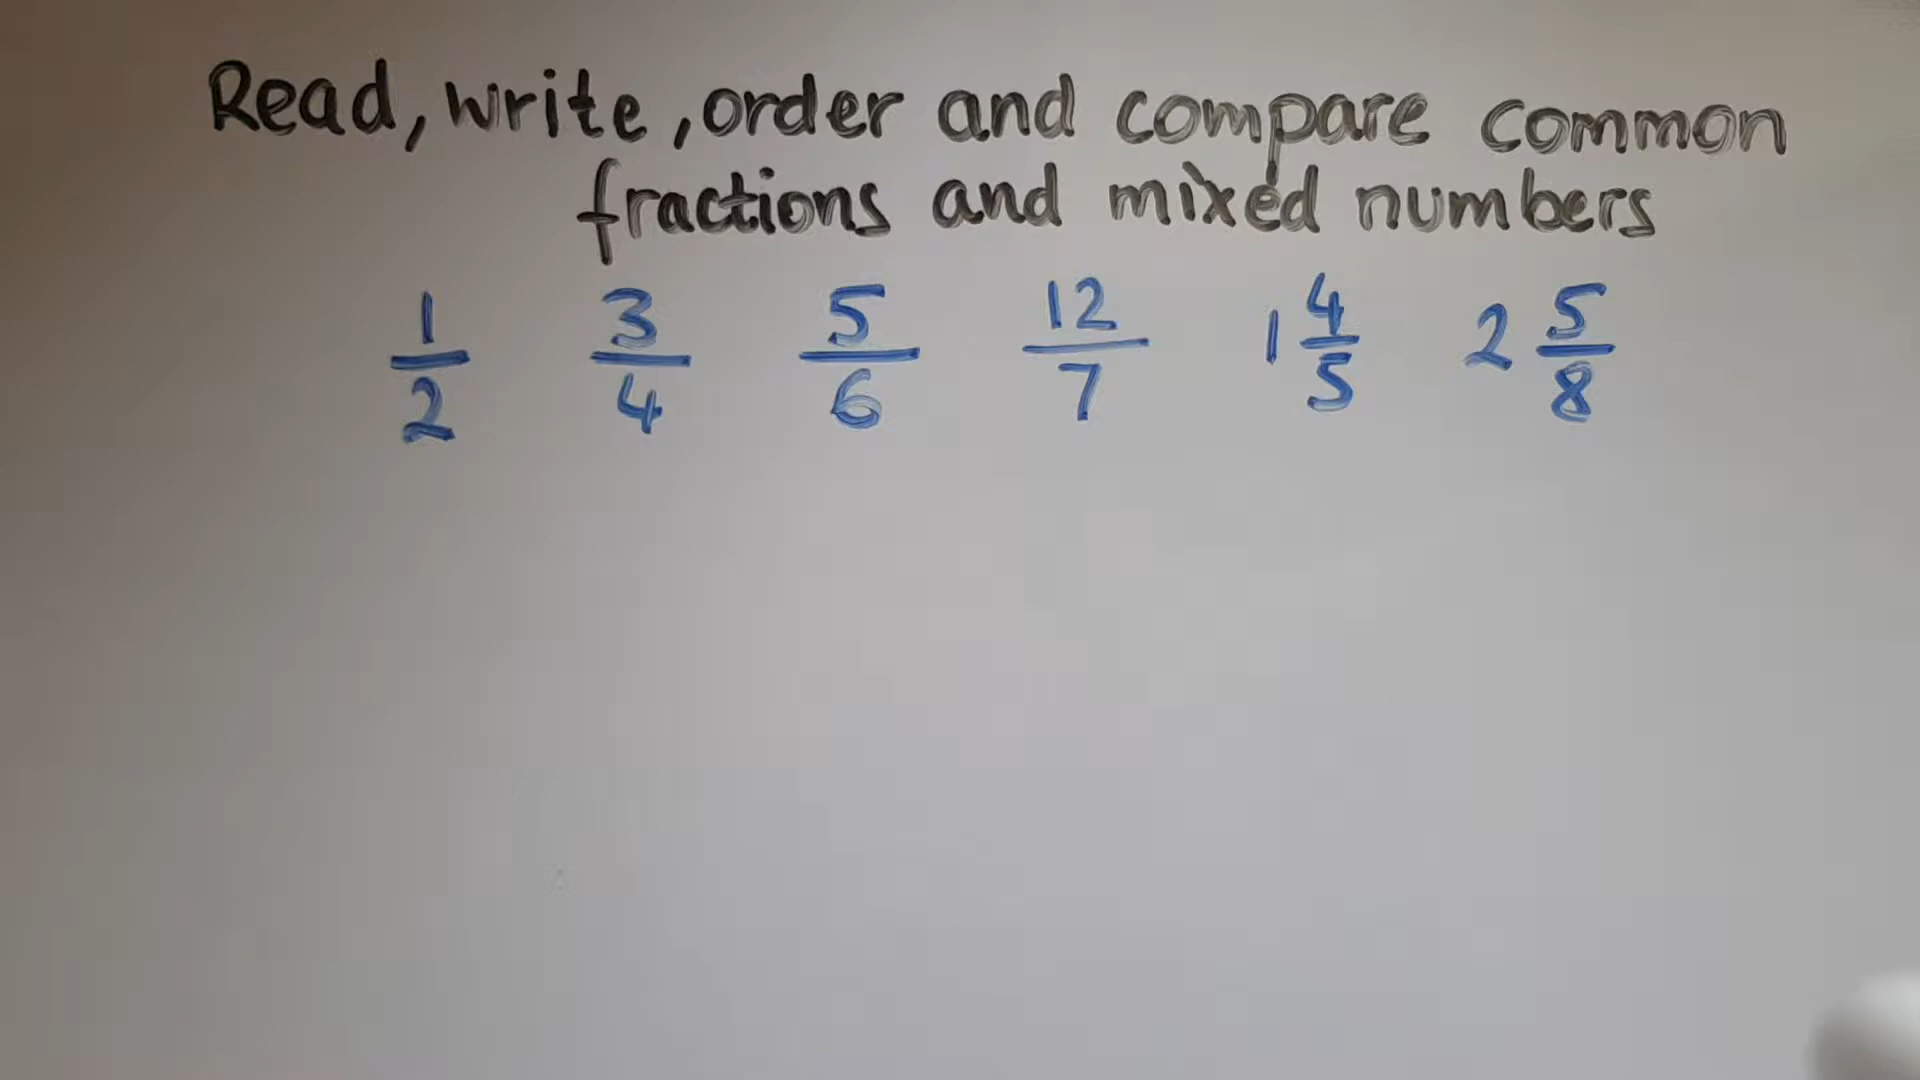 Read, write, order and compare common
fractions and mixed numbers
1/2 3/4 5/6 12/7 1 4/5 2 5/8